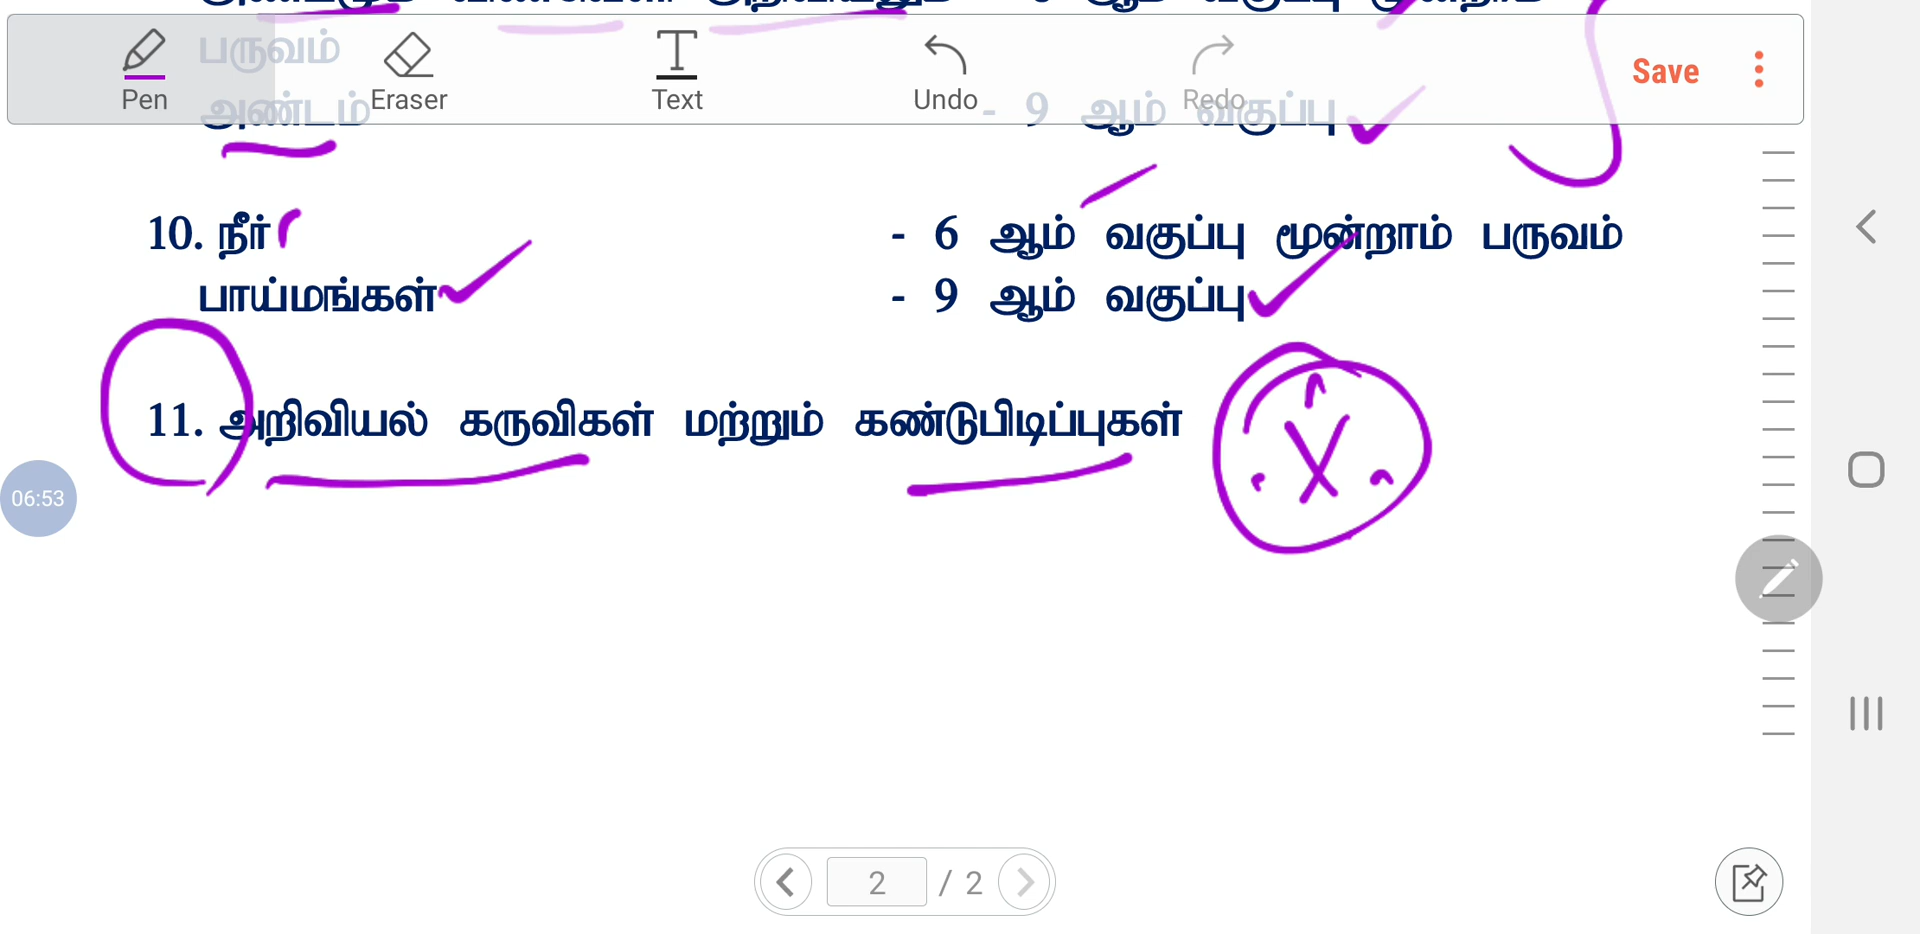 பருவம்
Pen Eraser Text Undo Redo Save
அண்டம் - 9 ஆம் வகுப்பு
10. நீர் - 6 ஆம் வகுப்பு மூன்றாம் பருவம்
பாய்மங்கள் - 9 ஆம் வகுப்பு
11. அறிவியல் கருவிகள் மற்றும் கண்டுபிடிப்புகள்
X
06:53
2 / 2